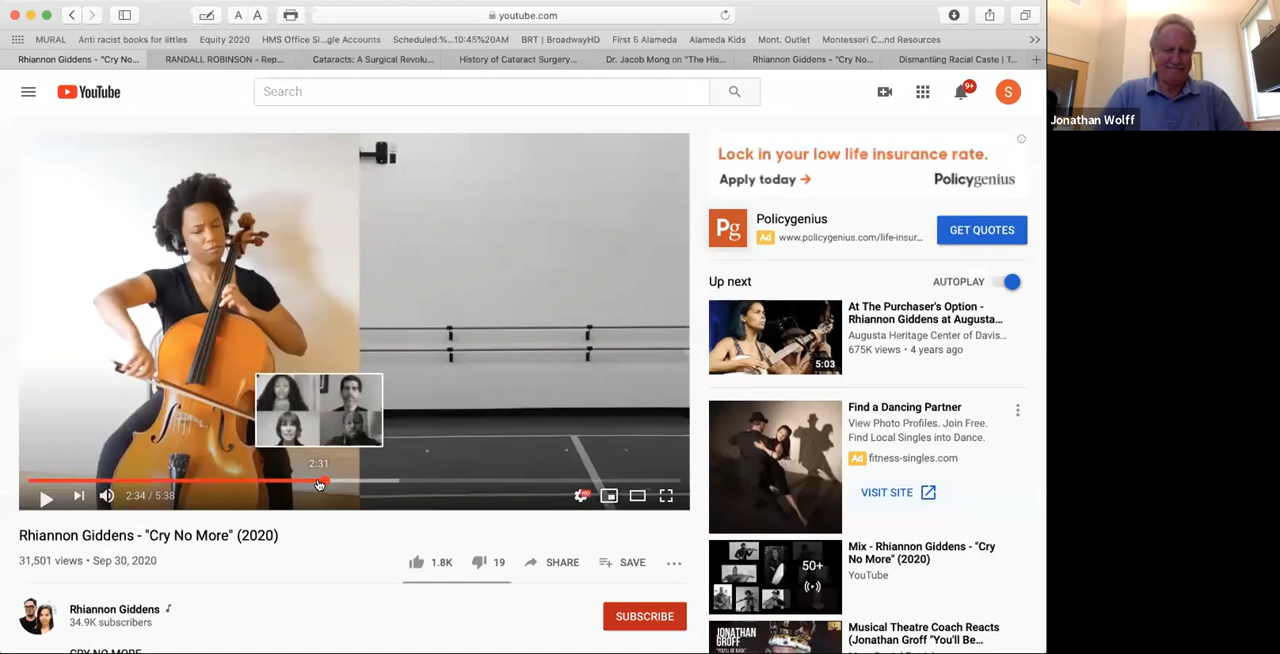 youtube.com
MURAL
Anti racist books for littles
Equity 2020
HMS Office Si...gle Accounts
Scheduled:%...10:45%20AM
BRT | BroadwayHD
First 5 Alameda
Alameda Kids
Mont. Outlet
Montessori C...nd Resources
Rhiannon Giddens - "Cry No...
RANDALL ROBINSON - Rep...
Cataracts: A Surgical Revolu...
History of Cataract Surgery...
Dr. Jacob Mong on "The His...
Rhiannon Giddens - "Cry No...
Dismantling Racial Caste | T...
YouTube
Search
9+
S
Jonathan Wolff
Lock in your low life insurance rate.
Apply today →
Policygenius
Pg
Policygenius
Ad www.policygenius.com/life-insur...
GET QUOTES
Up next
AUTOPLAY
At The Purchaser's Option -
Rhiannon Giddens at Augusta...
Augusta Heritage Center of Davis...
675K views • 4 years ago
5:03
Find a Dancing Partner
View Photo Profiles. Join Free.
Find Local Singles into Dance.
Ad fitness-singles.com
VISIT SITE
Mix - Rhiannon Giddens - "Cry
No More" (2020)
YouTube
50+
Musical Theatre Coach Reacts
(Jonathan Groff "You'll Be...
JONATHAN
GROFF
2:31
2:34 / 5:38
HD
Rhiannon Giddens - "Cry No More" (2020)
31,501 views • Sep 30, 2020
1.8K
19
SHARE
SAVE
Rhiannon Giddens
34.9K subscribers
SUBSCRIBE
CRY NO MORE